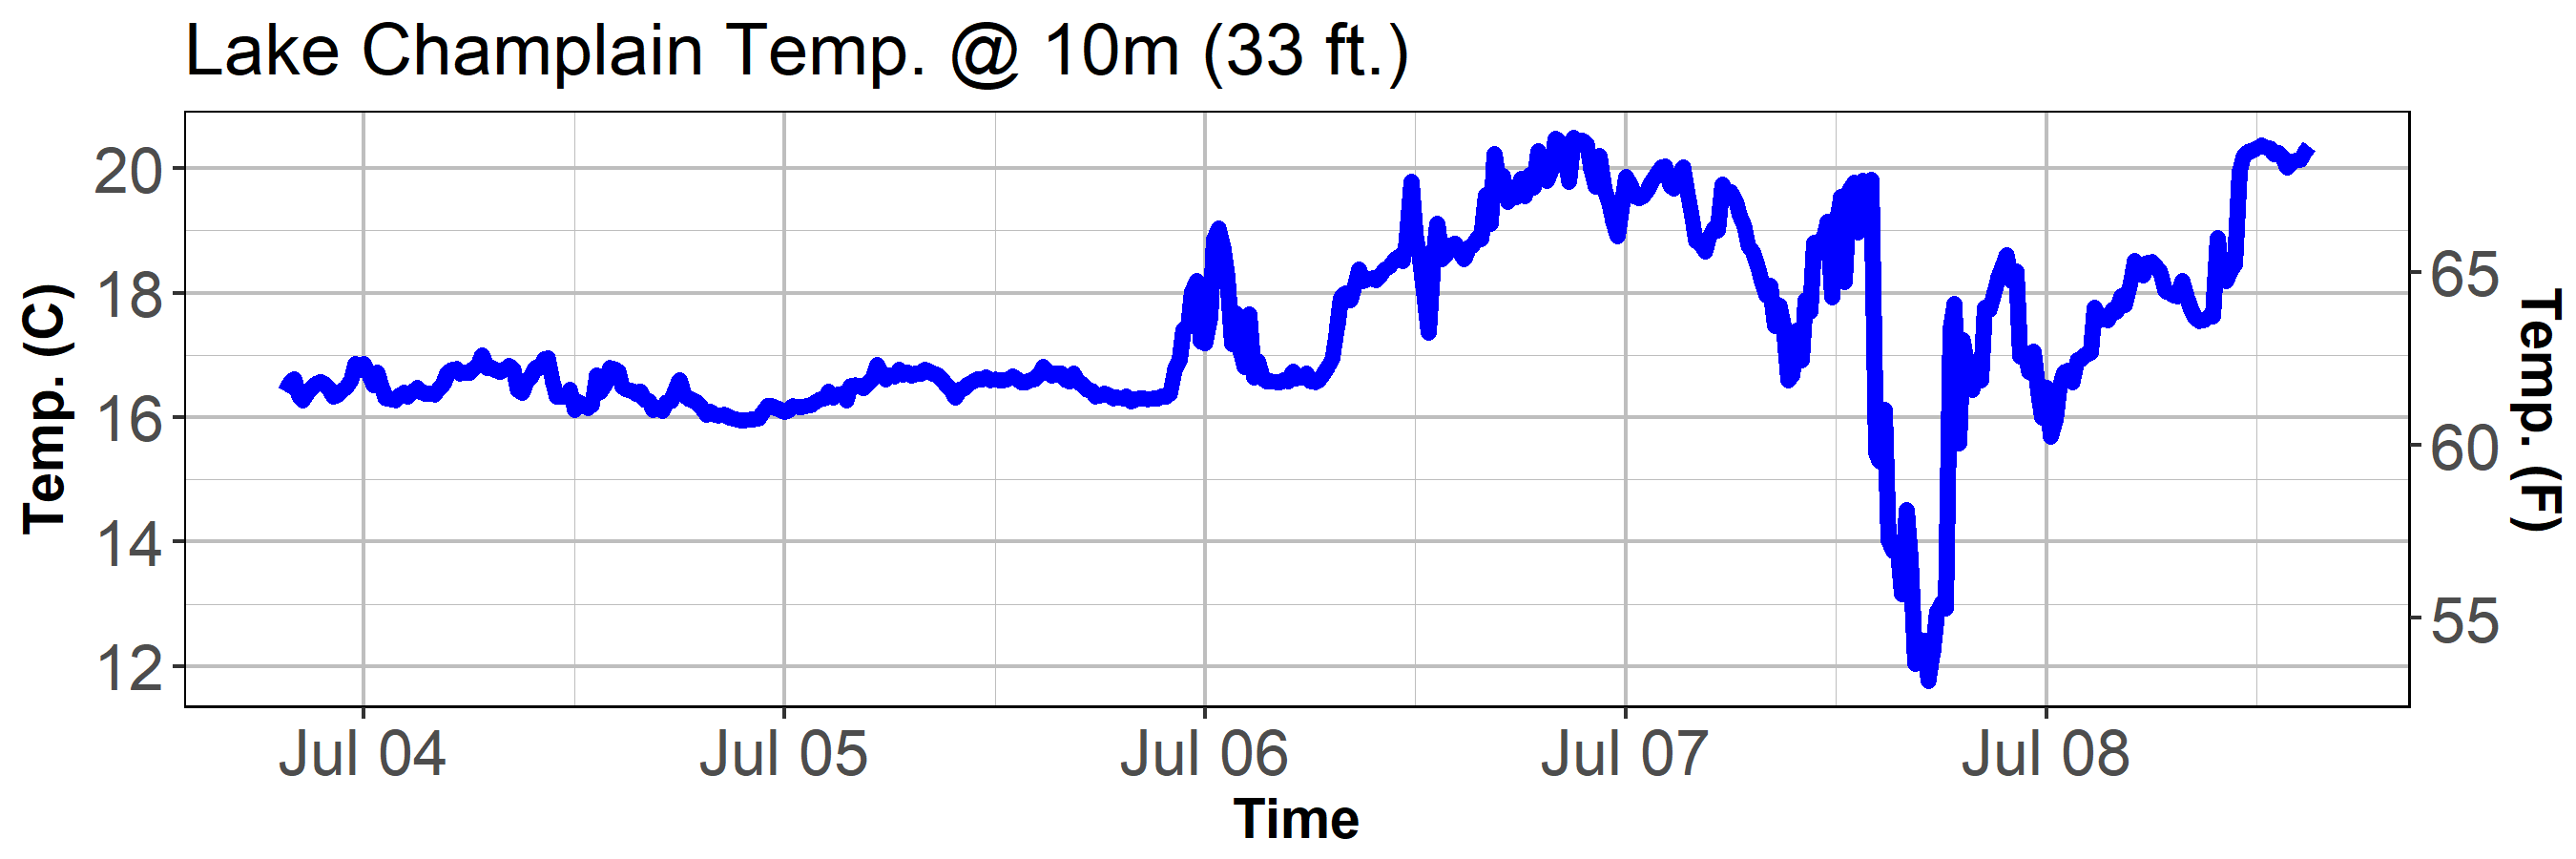 Lake Champlain Temp. @ 10m (33 ft.)
Temp. (C)
20
18
16
14
12
65
60
55
Temp. (F)
Jul 04 Jul 05 Jul 06 Jul 07 Jul 08
Time